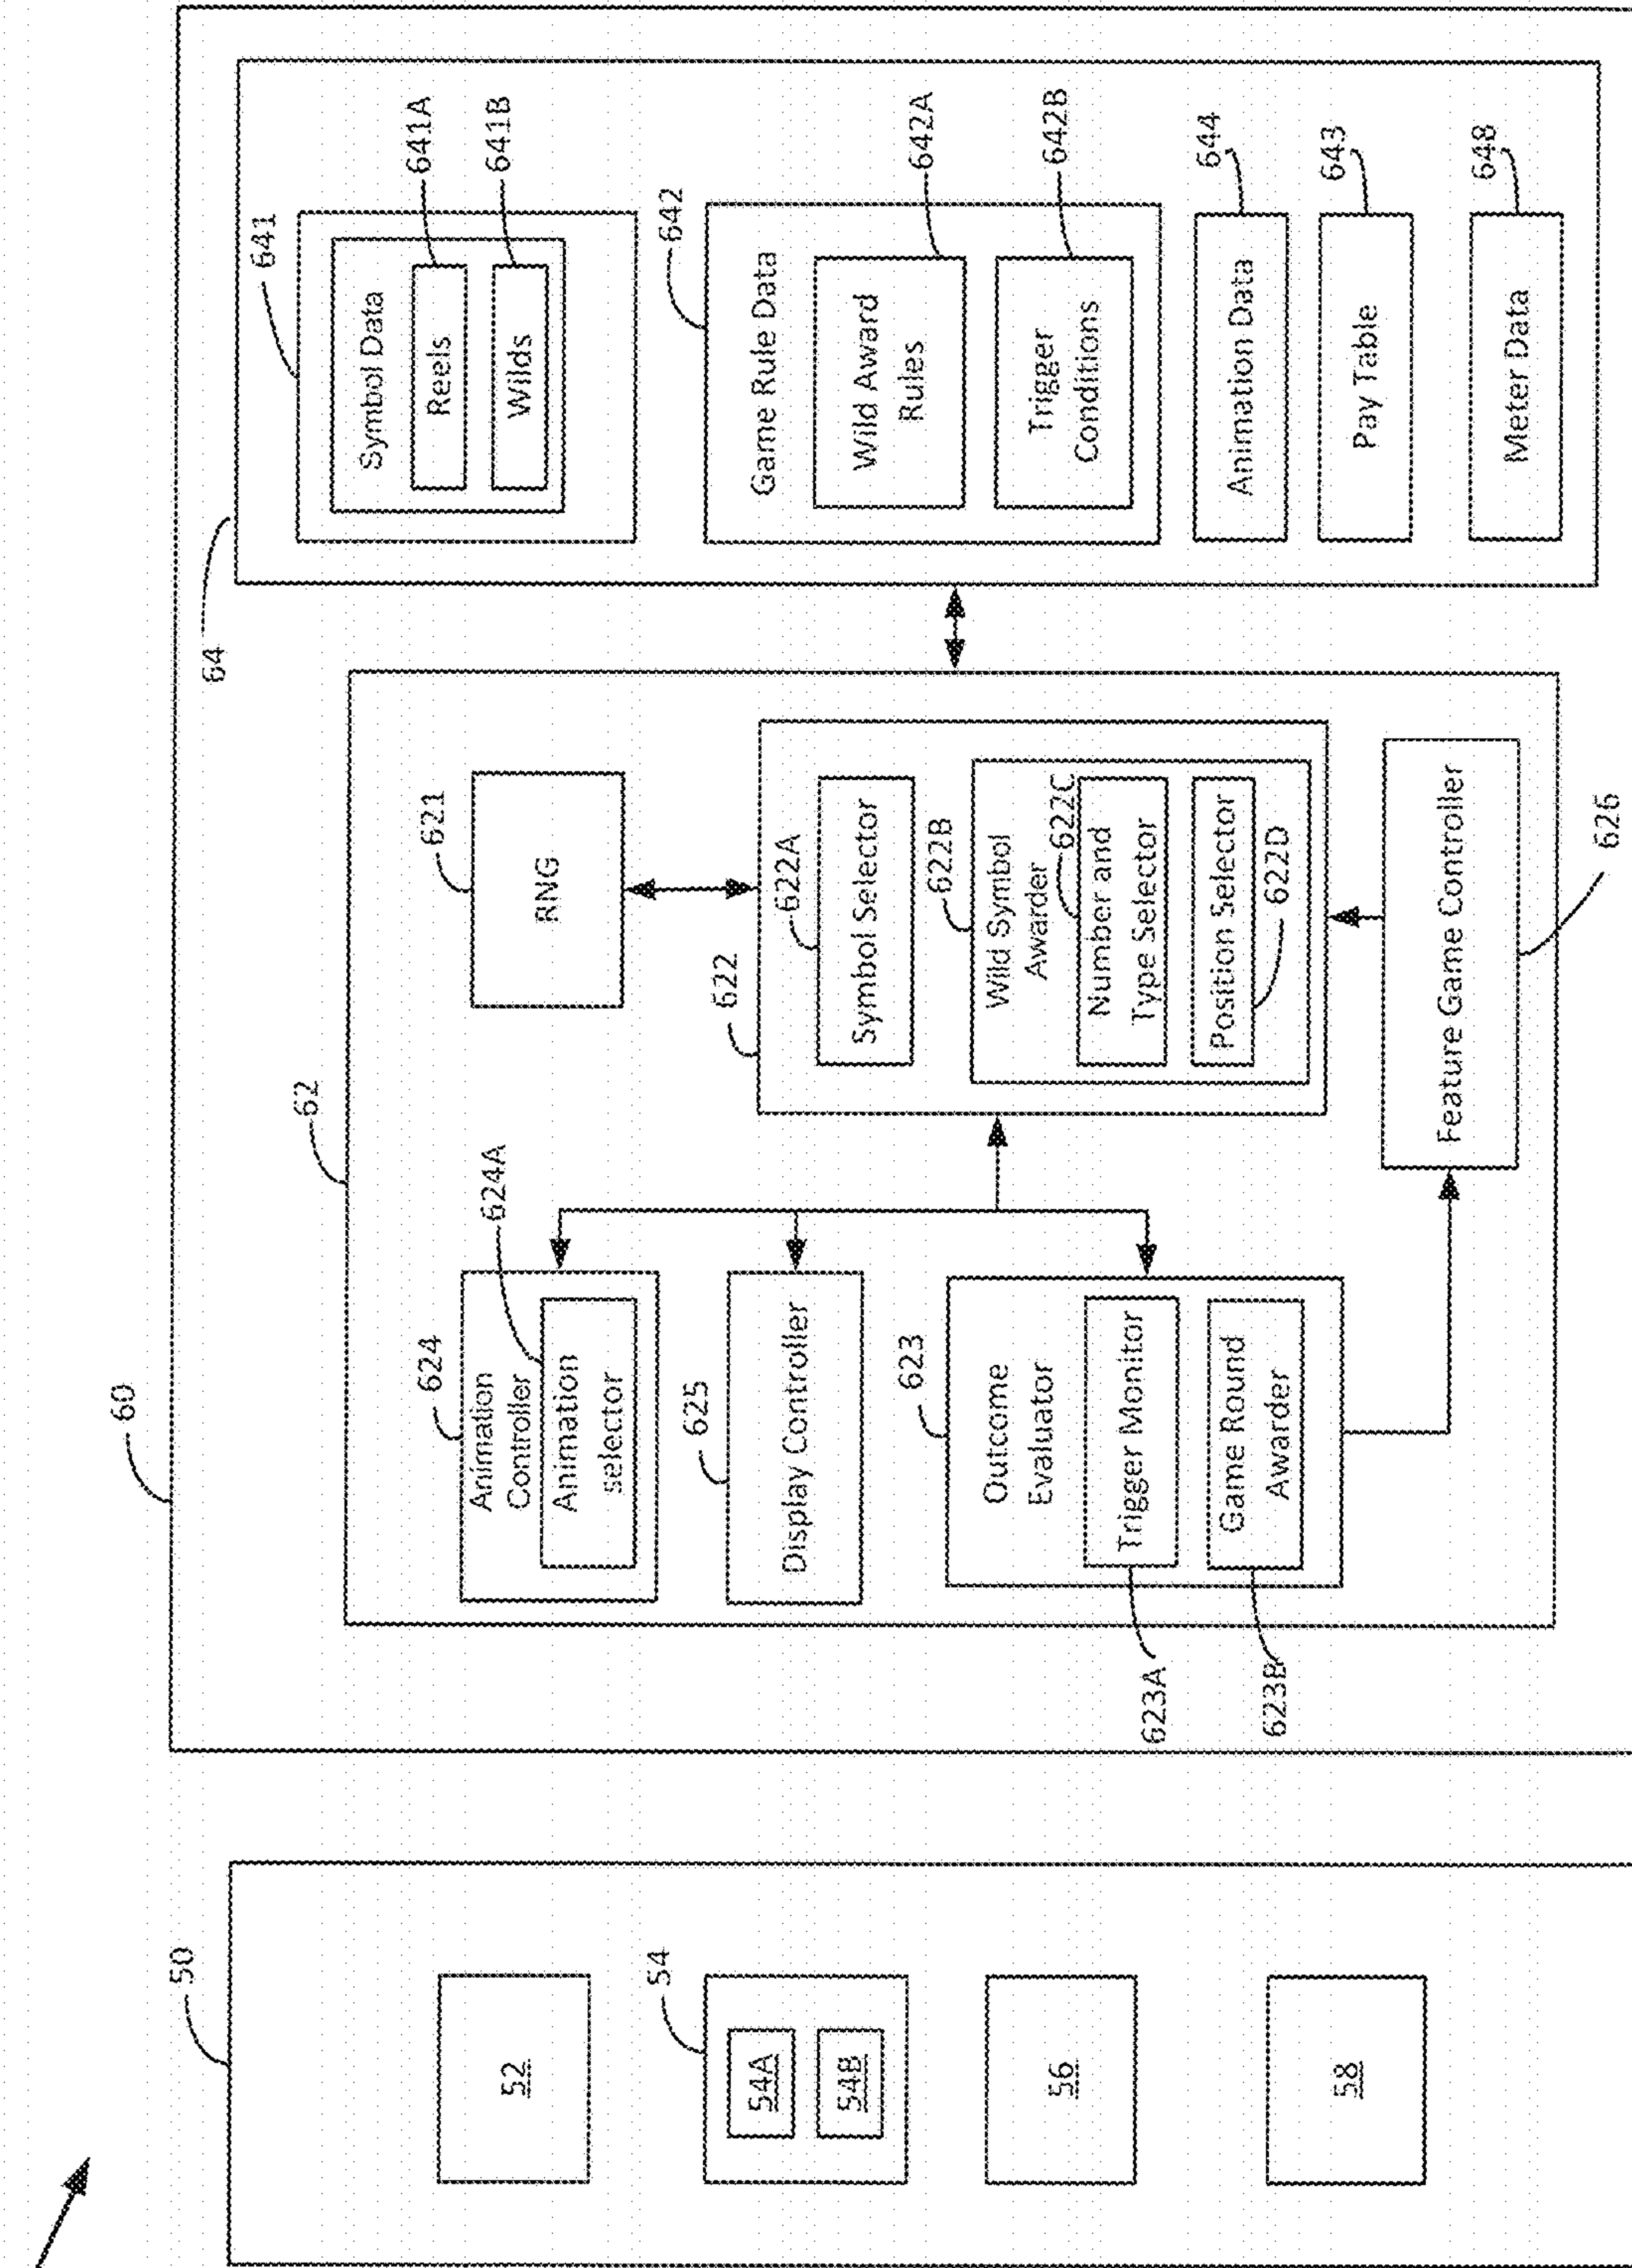 50
52
54
54A
54B
56
58
60
62
624
Animation
Controller
624A
Animation
selector
625
Display Controller
623
Outcome
Evaluator
Trigger Monitor
623A
Game Round
Awarder
623B
621
RNG
622
622A
Symbol Selector
622B
Wild Symbol
Awarder
622C
Number and
Type Selector
Position Selector
622D
Feature Game Controller
626
64
641
Symbol Data
Reels
641A
Wilds
641B
642
Game Rule Data
Wild Award
Rules
642A
Trigger
Conditions
642B
Animation Data
644
Pay Table
643
Meter Data
648